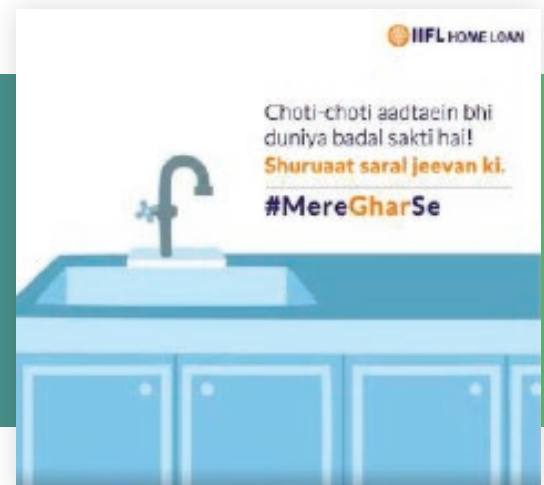 IIFL HOME LOAN
Choti-choti aadtaein bhi
duniya badal sakti hai!
Shuruaat saral jeevan ki.
#MereGharSe